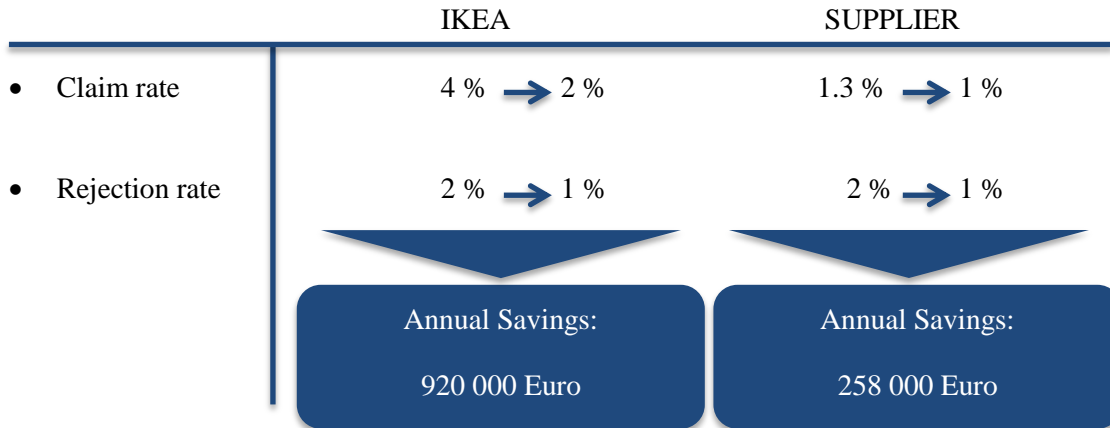 IKEA SUPPLIER
• Claim rate 4 % 2 % 1.3 % 1 %
• Rejection rate 2 % 1 % 2 % 1 %
Annual Savings: Annual Savings:
920 000 Euro 258 000 Euro